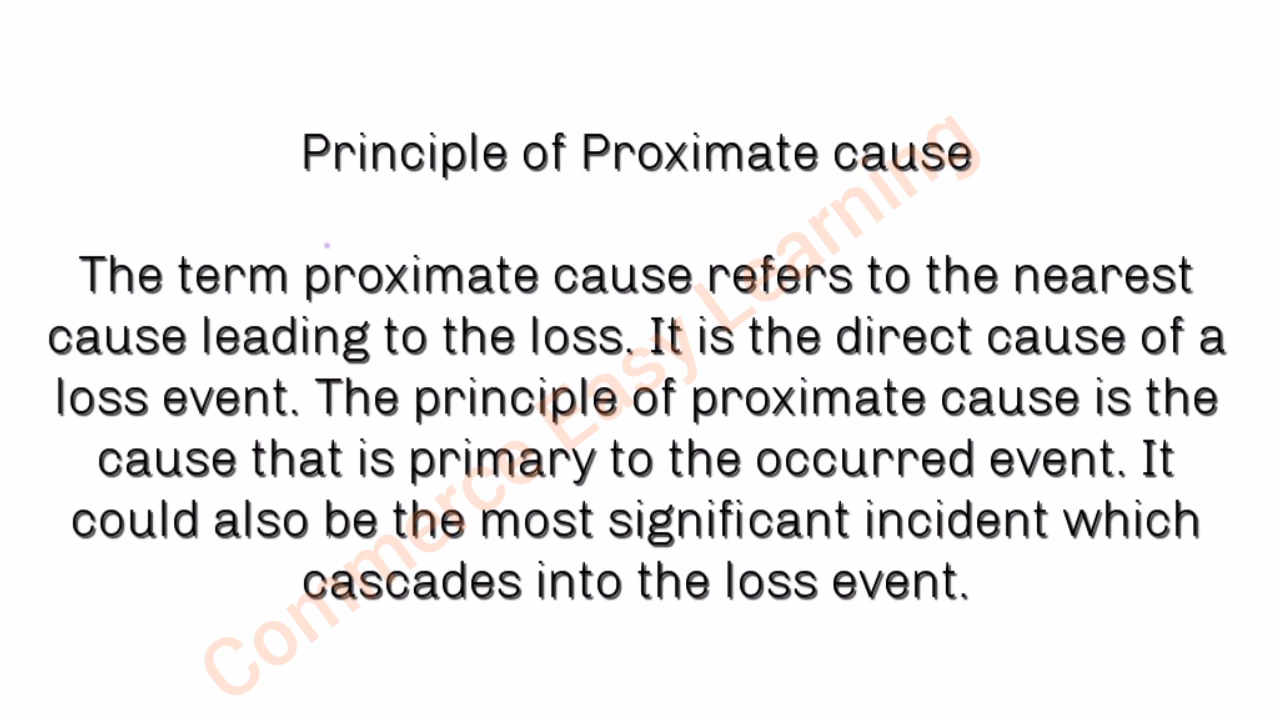 Principle of Proximate cause
The term proximate cause refers to the nearest
cause leading to the loss. It is the direct cause of a
loss event. The principle of proximate cause is the
cause that is primary to the occurred event. It
could also be the most significant incident which
cascades into the loss event.
Commerce Easy Learning